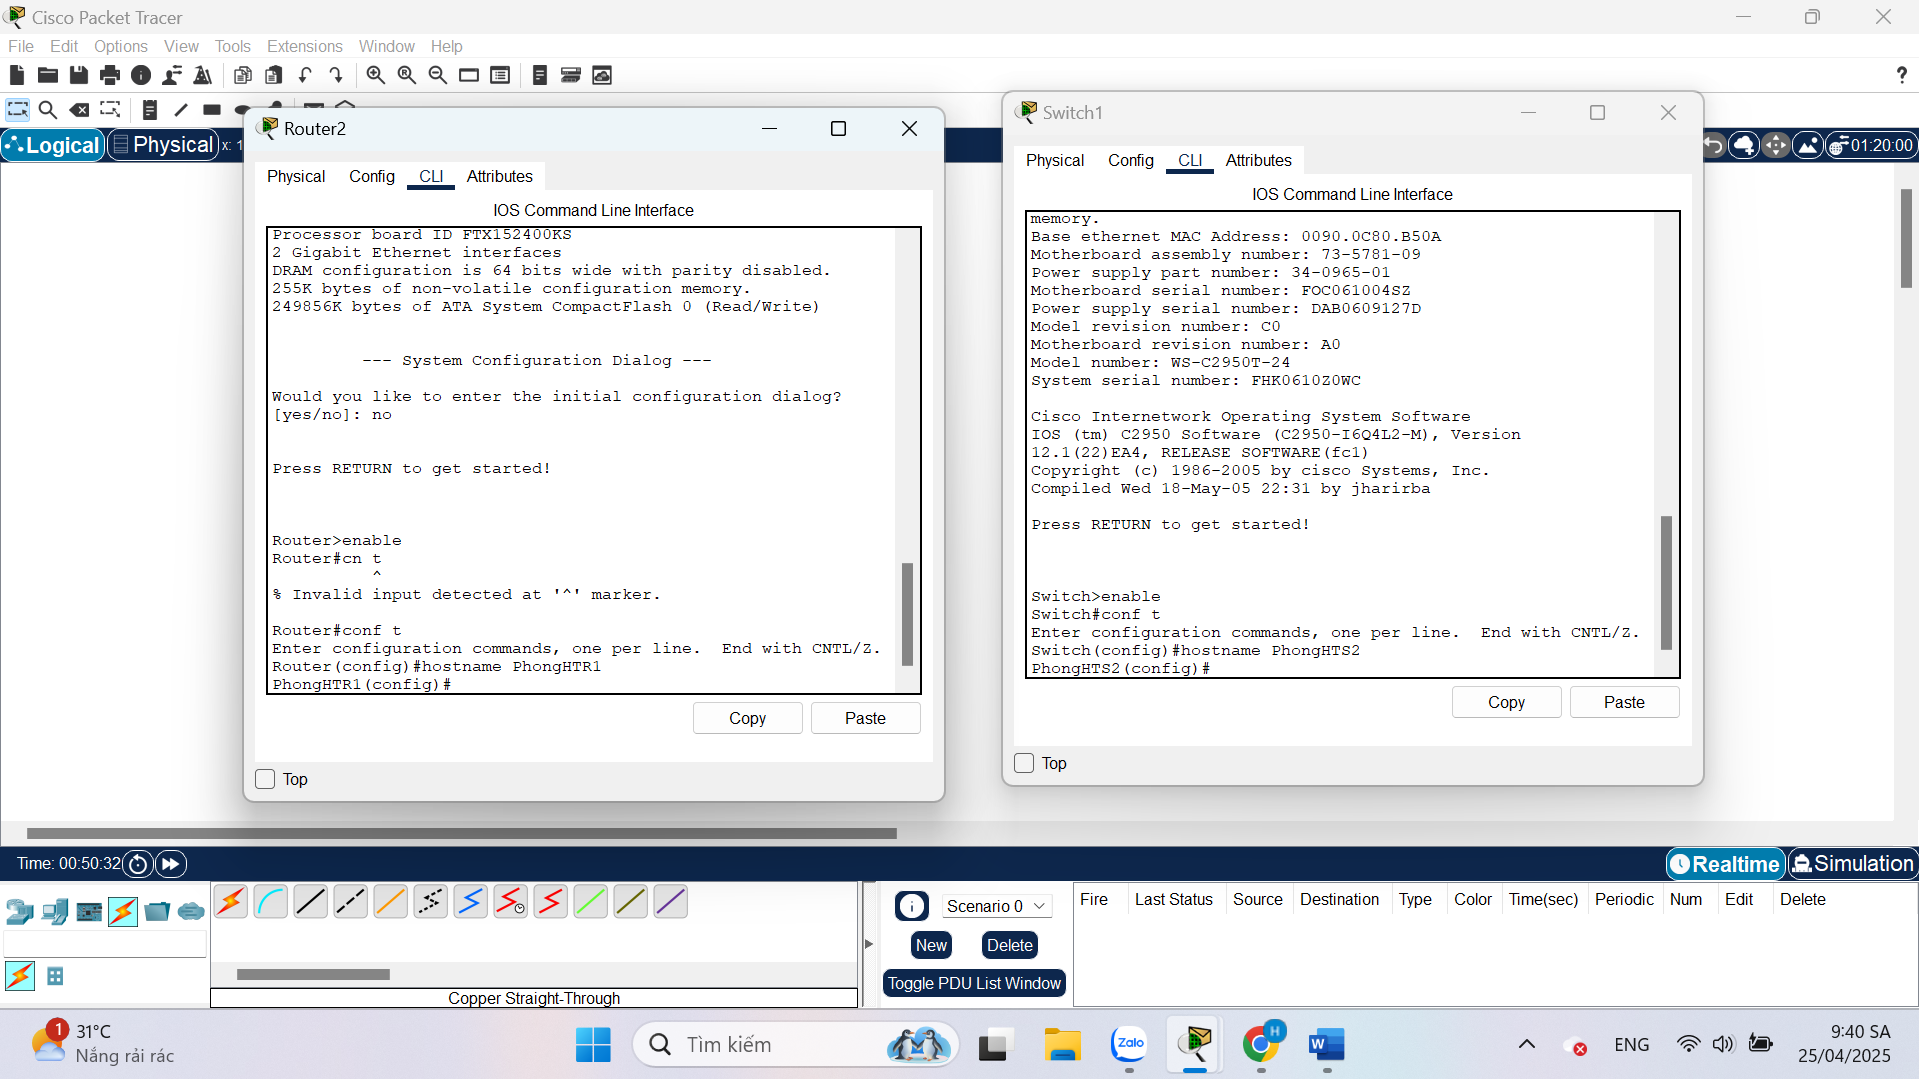 Cisco Packet Tracer
File Edit Options View Tools Extensions Window Help
?
Logical
Physical
x: 1
01:20:00
Router2
Physical Config CLI Attributes
IOS Command Line Interface
Processor board ID FTX152400KS
2 Gigabit Ethernet interfaces
DRAM configuration is 64 bits wide with parity disabled.
255K bytes of non-volatile configuration memory.
249856K bytes of ATA System CompactFlash 0 (Read/Write)
--- System Configuration Dialog ---
Would you like to enter the initial configuration dialog?
[yes/no]: no
Press RETURN to get started!
Router>enable
Router#cn t
^
% Invalid input detected at '^' marker.
Router#conf t
Enter configuration commands, one per line.  End with CNTL/Z.
Router(config)#hostname PhongHTR1
PhongHTR1(config)#
Copy Paste
Top
Switch1
Physical Config CLI Attributes
IOS Command Line Interface
memory.
Base ethernet MAC Address: 0090.0C80.B50A
Motherboard assembly number: 73-5781-09
Power supply part number: 34-0965-01
Motherboard serial number: FOC061004SZ
Power supply serial number: DAB0609127D
Model revision number: C0
Motherboard revision number: A0
Model number: WS-C2950T-24
System serial number: FHK0610Z0WC
Cisco Internetwork Operating System Software
IOS (tm) C2950 Software (C2950-I6Q4L2-M), Version
12.1(22)EA4, RELEASE SOFTWARE(fc1)
Copyright (c) 1986-2005 by cisco Systems, Inc.
Compiled Wed 18-May-05 22:31 by jharirba
Press RETURN to get started!
Switch>enable
Switch#conf t
Enter configuration commands, one per line.  End with CNTL/Z.
Switch(config)#hostname PhongHTS2
PhongHTS2(config)#
Copy Paste
Top
Time: 00:50:32
Realtime
Simulation
Scenario 0
New Delete
Toggle PDU List Window
Fire Last Status Source Destination Type Color Time(sec) Periodic Num Edit Delete
Copper Straight-Through
1
31°C
Nắng rải rác
Tìm kiếm
Zalo
H
W
ENG
9:40 SA
25/04/2025